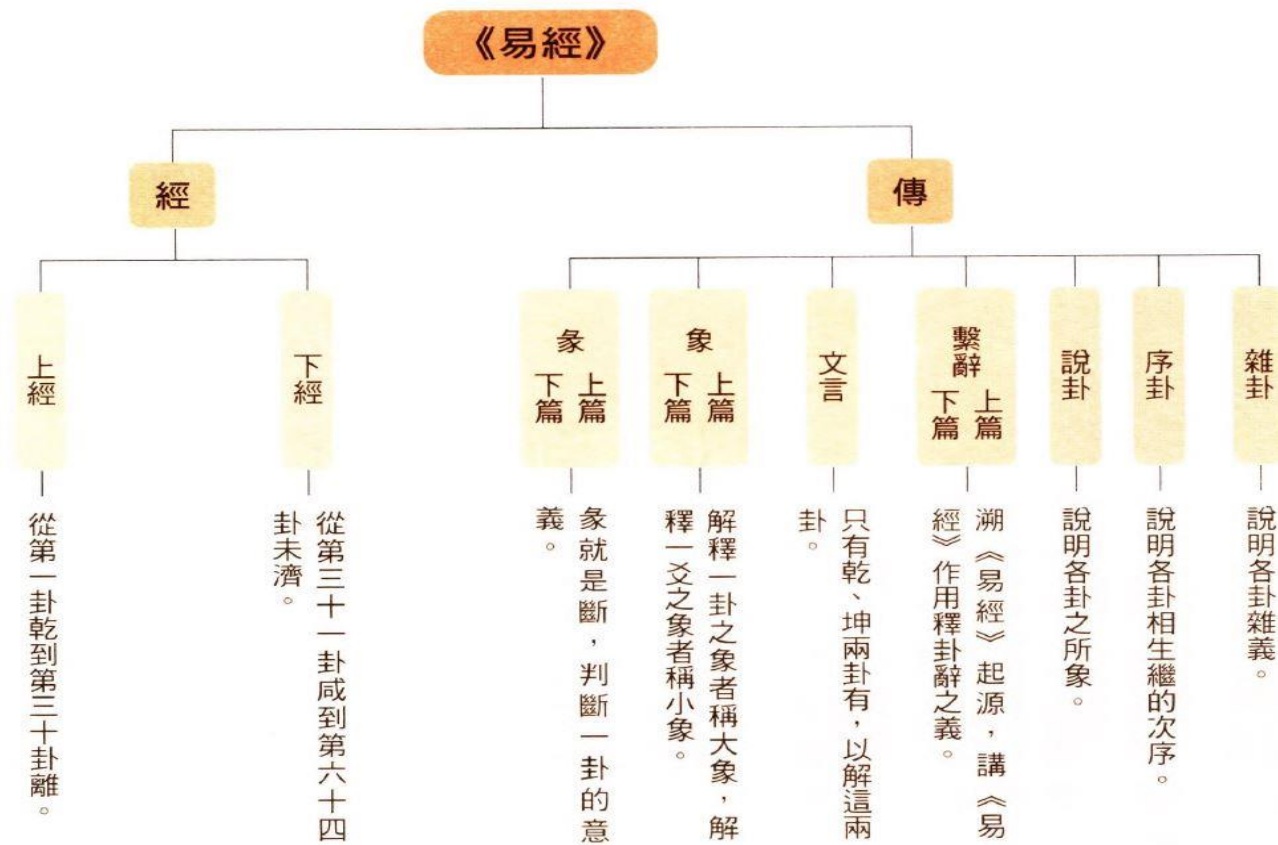 《易經》
經
傳
上經
下經
彖
上篇
下篇
象
上篇
下篇
文言
繫辭
上篇
下篇
說卦
序卦
雜卦
從第一卦乾到第三十卦離。
從第三十一卦咸到第六十四
卦未濟。
彖就是斷，判斷一卦的意
義。
解釋一卦之象者稱大象，解
釋一爻之象者稱小象。
只有乾、坤兩卦有，以解這兩
卦。
溯《易經》起源，講《易
經》作用釋卦辭之義。
說明各卦之所象。
說明各卦相生繼的次序。
說明各卦雜義。